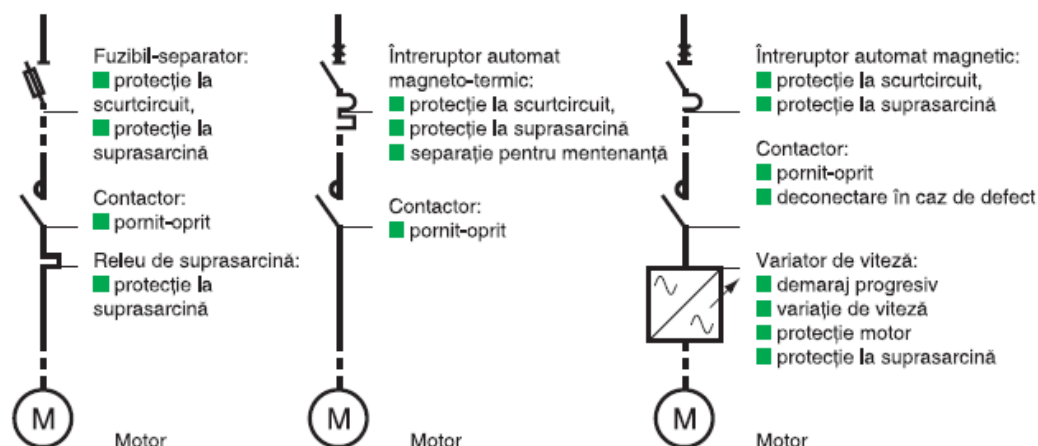 Fuzibil-separator:
protecție la
scurtcircuit,
protecție la
suprasarcină
Contactor:
pornit-oprit
Releu de suprasarcină:
protecție la
suprasarcină
M
Motor
Întreruptor automat
magneto-termic:
protecție la scurtcircuit,
protecție la suprasarcină
separație pentru mentenanță
Contactor:
pornit-oprit
M
Motor
Întreruptor automat magnetic:
protecție la scurtcircuit,
protecție la suprasarcină
Contactor:
pornit-oprit
deconectare în caz de defect
Variator de viteză:
demaraj progresiv
variație de viteză
protecție motor
protecție la suprasarcină
M
Motor